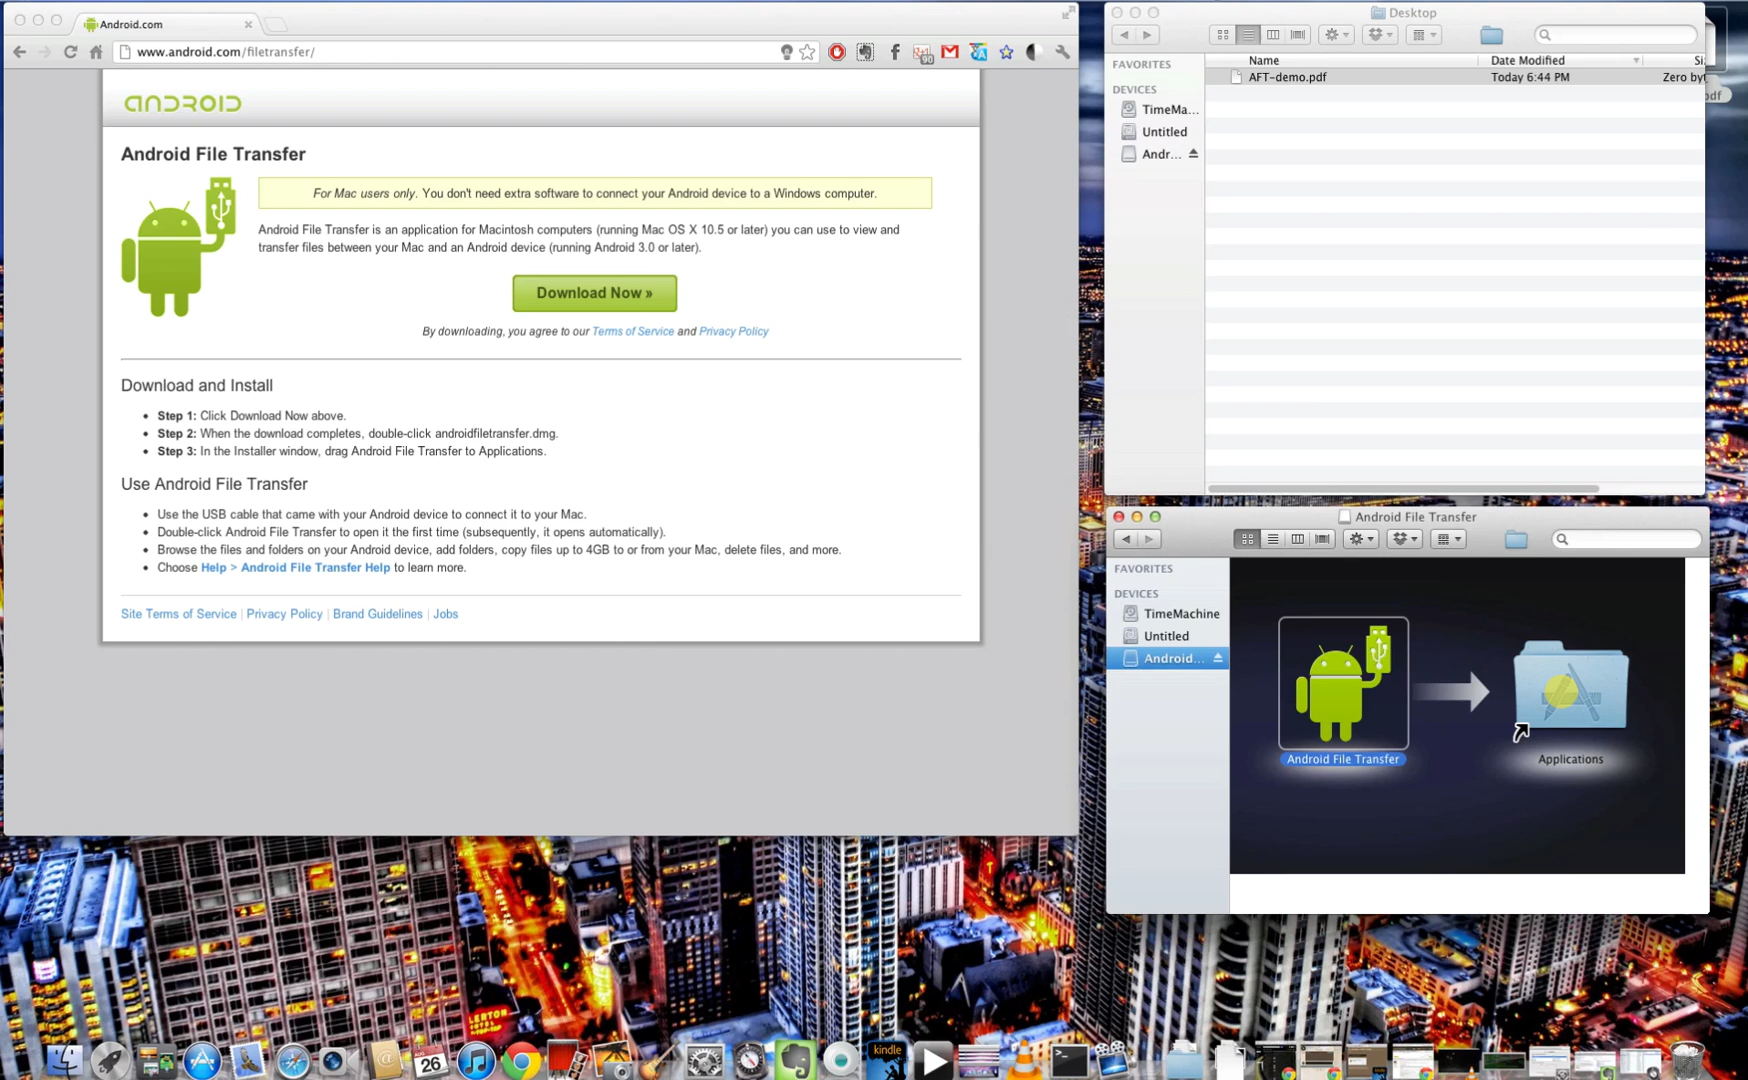 Android.com
www.android.com/filetransfer/
ANDROID
Android File Transfer
For Mac users only. You don't need extra software to connect your Android device to a Windows computer.
Android File Transfer is an application for Macintosh computers (running Mac OS X 10.5 or later) you can use to view and
transfer files between your Mac and an Android device (running Android 3.0 or later).
Download Now »
By downloading, you agree to our Terms of Service and Privacy Policy
Download and Install
• Step 1: Click Download Now above.
• Step 2: When the download completes, double-click androidfiletransfer.dmg.
• Step 3: In the Installer window, drag Android File Transfer to Applications.
Use Android File Transfer
• Use the USB cable that came with your Android device to connect it to your Mac.
• Double-click Android File Transfer to open it the first time (subsequently, it opens automatically).
• Browse the files and folders on your Android device, add folders, copy files up to 4GB to or from your Mac, delete files, and more.
• Choose Help > Android File Transfer Help to learn more.
Site Terms of Service | Privacy Policy | Brand Guidelines | Jobs
Desktop
FAVORITES
DEVICES
TimeMa...
Untitled
Andr...
Name Date Modified Si
AFT-demo.pdf Today 6:44 PM Zero by
pdf
Android File Transfer
FAVORITES
DEVICES
TimeMachine
Untitled
Android...
Android File Transfer
Applications
LERTON
AUG
26
kindle